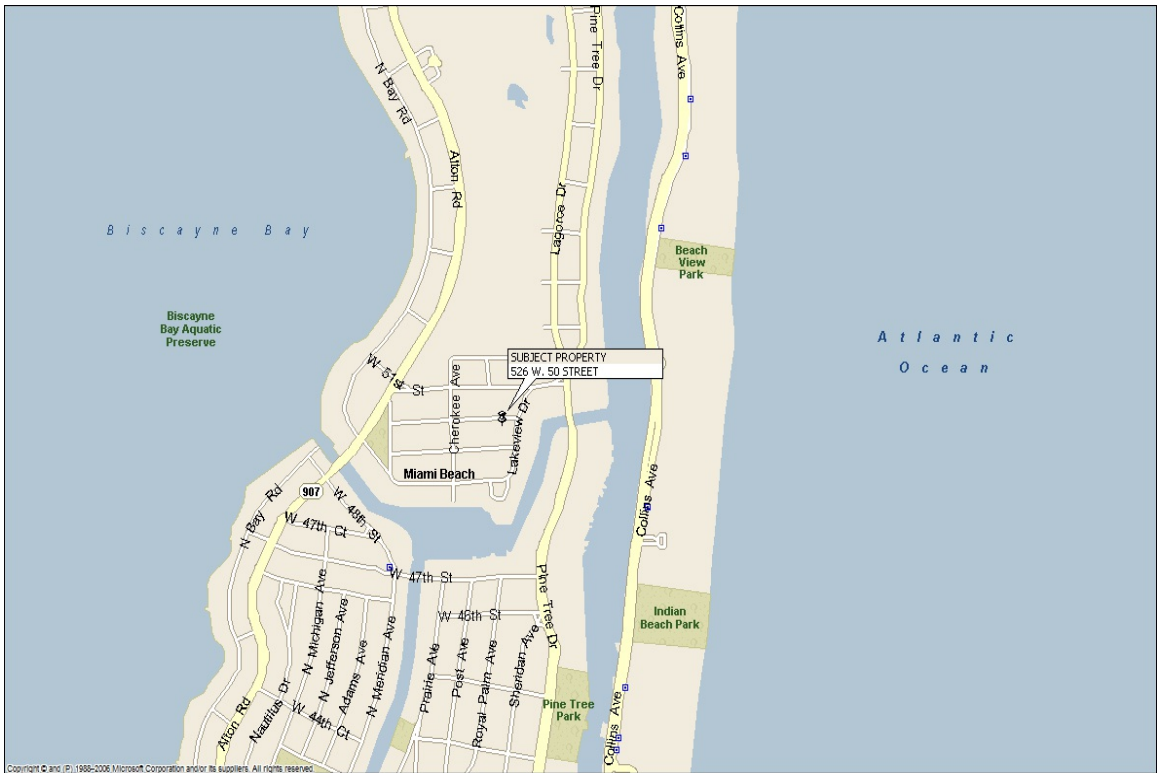 Pine Tree Dr
Collins Ave
N Bay Rd
Alton Rd
Lagorce Dr
Biscayne Bay
Beach
View
Park
Biscayne
Bay Aquatic
Preserve
Atlantic
Ocean
SUBJECT PROPERTY
526 W. 50 STREET
W 51st St
Cherokee Ave
Lakeview Dr
Miami Beach
907
N Bay Rd
W 48th St
W 47th Ct
Collins Ave
W 47th St
Pine Tree Dr
W 46th St
Indian
Beach Park
N Michigan Ave
N Jefferson Ave
Adams Ave
N Meridian Ave
Prairie Ave
Post Ave
Royal Palm Ave
Sheridan Ave
Alton Rd
Nautilus Dr
W 44th Ct
Pine Tree
Park
Collins Ave
Copyright © and (P) 1988–2006 Microsoft Corporation and/or its suppliers. All rights reserved